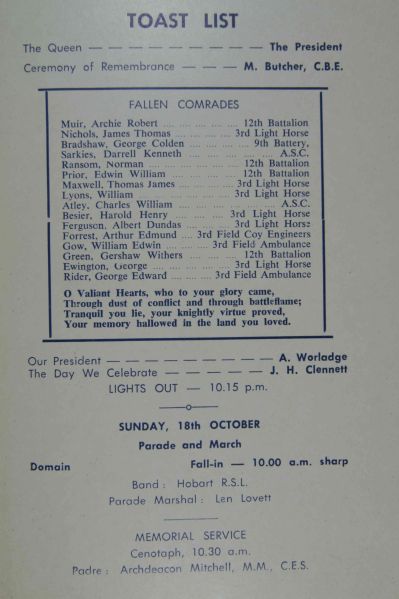 TOAST LIST
The Queen — — — — — — — — — The President
Ceremony of Remembrance — — — M. Butcher, C.B.E.
FALLEN COMRADES
Muir, Archie Robert .... .... .... .... .... 12th Battalion
Nichols, James Thomas .... .... .... 3rd Light Horse
Bradshaw, George Colden .... .... .... 9th Battery,
Sarkies, Darrell Kenneth .... .... .... .... A.S.C.
Ransom, Norman .... .... .... .... .... 12th Battalion
Prior, Edwin William .... .... .... .... 12th Battalion
Maxwell, Thomas James .... .... .... 3rd Light Horse
Lyons, William .... .... .... .... 3rd Light Horse
Atley, Charles William .... .... .... .... A.S.C.
Besier, Harold Henry .... .... .... 3rd Light Horse
Ferguson, Albert Dundas .... .... 3rd Light Horse
Forrest, Arthur Edmund .... 3rd Field Coy Engineers
Gow, William Edwin .... .... 3rd Field Ambulance
Green, Gershaw Withers .... .... .... 12th Battalion
Ewington, George .... .... .... .... 3rd Light Horse
Rider, George Edward .... .... 3rd Field Ambulance
O Valiant Hearts, who to your glory came,
Through dust of conflict and through battleflame;
Tranquil you lie, your knightly virtue proved,
Your memory hallowed in the land you loved.
Our President — — — — — — — — — A. Worladge
The Day We Celebrate — — — — — J. H. Clennett
LIGHTS OUT — 10.15 p.m.
SUNDAY, 18th OCTOBER
Parade and March
Domain Fall-in — 10.00 a.m. sharp
Band : Hobart R.S.L.
Parade Marshal : Len Lovett
MEMORIAL SERVICE
Cenotaph, 10.30 a.m.
Padre : Archdeacon Mitchell, M.M., C.E.S.